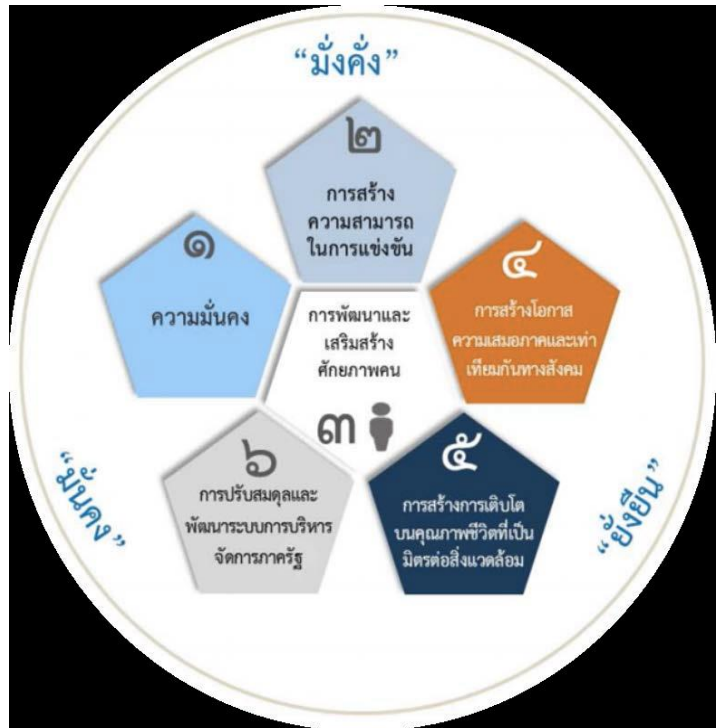 “มั่งคั่ง”
๒
การสร้าง
ความสามารถ
ในการแข่งขัน
๑
ความมั่นคง
การพัฒนาและ
เสริมสร้าง
ศักยภาพคน
๓
๔
การสร้างโอกาส
ความเสมอภาคและเท่า
เทียมกันทางสังคม
๖
การปรับสมดุลและ
พัฒนาระบบการบริหาร
จัดการภาครัฐ
๕
การสร้างการเติบโต
บนคุณภาพชีวิตที่เป็น
มิตรต่อสิ่งแวดล้อม
“มั่นคง”
“ยั่งยืน”